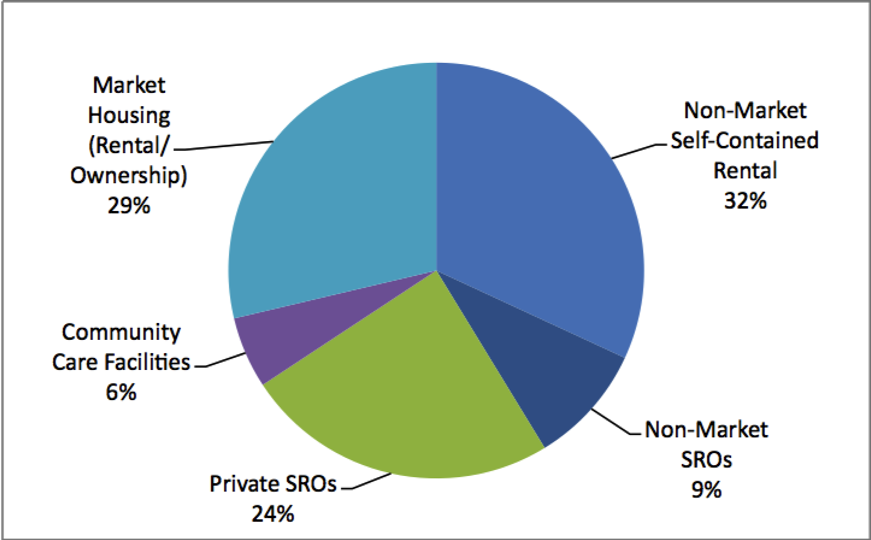 Market
Housing
(Rental/
Ownership)
29%
Non-Market
Self-Contained
Rental
32%
Community
Care Facilities
6%
Non-Market
SROs
9%
Private SROs
24%